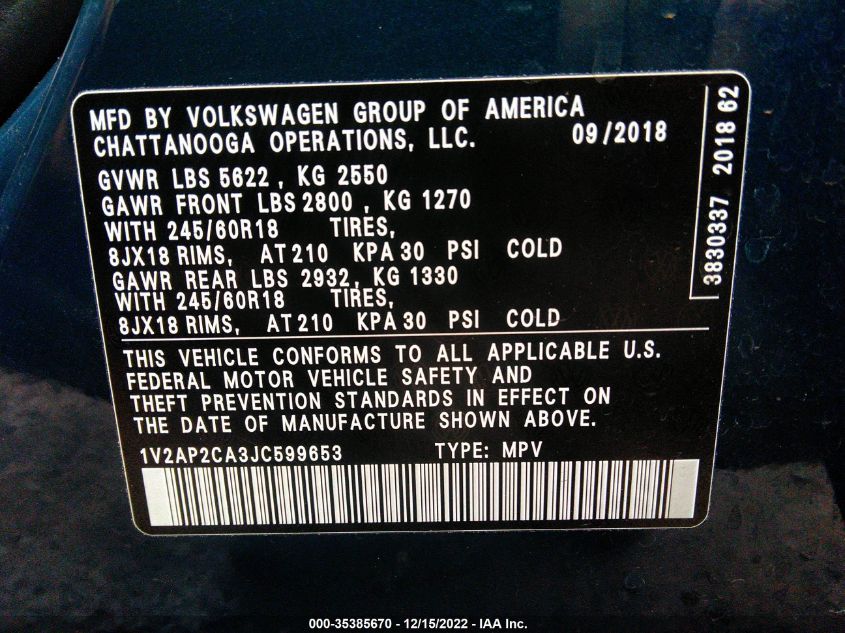 MFD BY VOLKSWAGEN GROUP OF AMERICA
CHATTANOOGA OPERATIONS, LLC. 09/2018
GVWR LBS 5622 , KG 2550
GAWR FRONT LBS 2800 , KG 1270
WITH 245/60R18 TIRES,
8JX18 RIMS, AT 210 KPA 30 PSI COLD
GAWR REAR LBS 2932, KG 1330
WITH 245/60R18 TIRES,
8JX18 RIMS, AT 210 KPA 30 PSI COLD
THIS VEHICLE CONFORMS TO ALL APPLICABLE U.S.
FEDERAL MOTOR VEHICLE SAFETY AND
THEFT PREVENTION STANDARDS IN EFFECT ON
THE DATE OF MANUFACTURE SHOWN ABOVE.
1V2AP2CA3JC599653 TYPE: MPV
3830337 2018 62
000-35385670 - 12/15/2022 - IAA Inc.